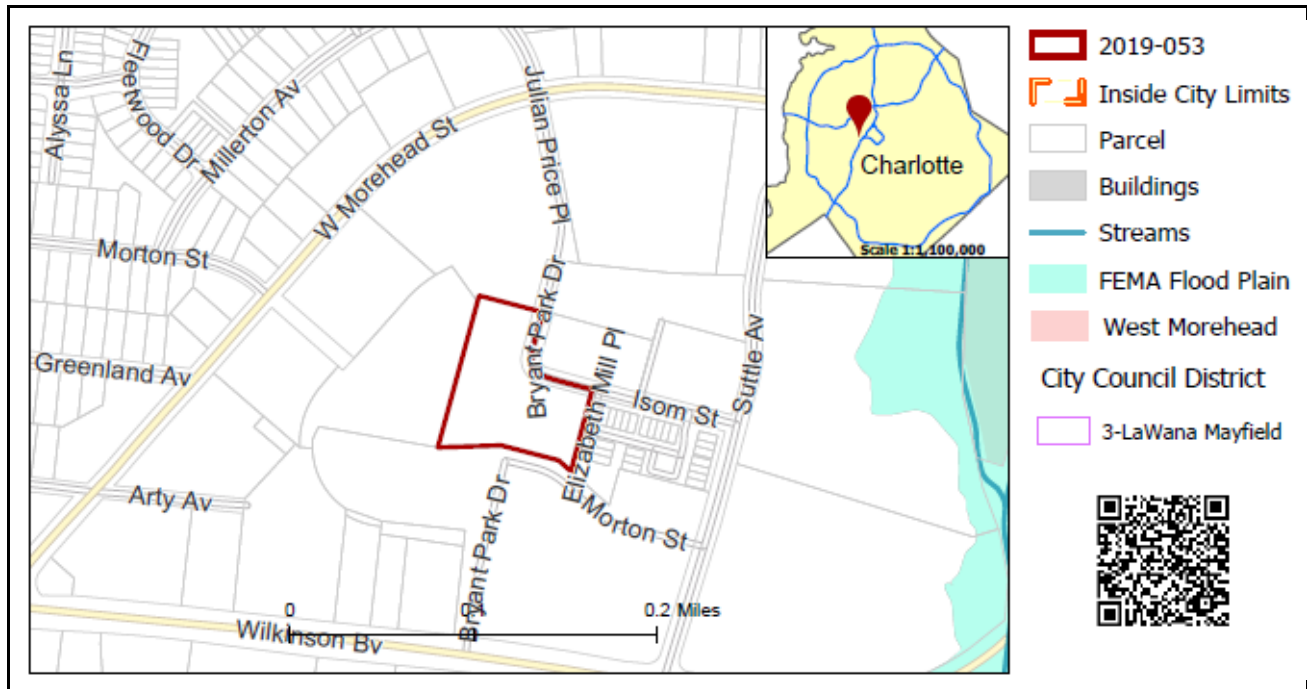 Alyssa Ln
Fleetwood Dr
Millerton Av
W Morehead St
Julian Price Pl
Morton St
Bryant Park Dr
Greenland Av
Bryant Park Dr
Elizabeth Mill Pl
Isom St
Suttle Av
Arty Av
Bryant Park Dr
Morton St
Wilkinson Bv
0
0.2 Miles
Charlotte
Scale 1:1,100,000
2019-053
Inside City Limits
Parcel
Buildings
Streams
FEMA Flood Plain
West Morehead
City Council District
3-LaWana Mayfield